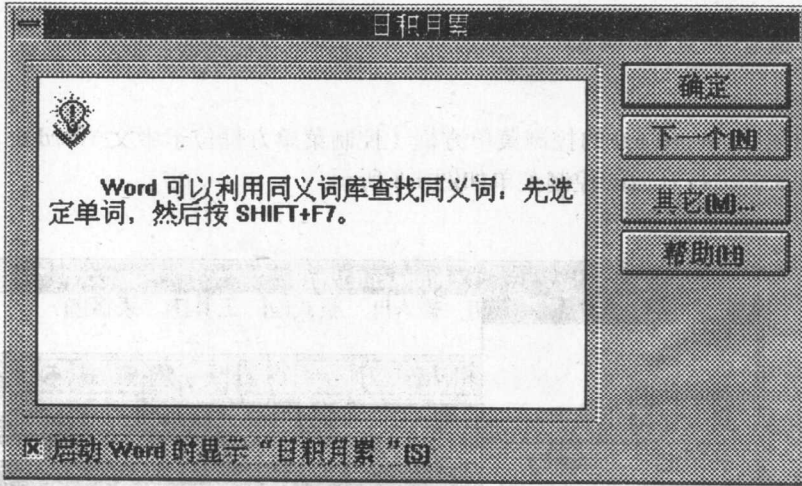 日积月累
Word 可以利用同义词库查找同义词：先选
定单词，然后按 SHIFT+F7。
确定
下一个(N)
其它(M)...
帮助(H)
启动 Word 时显示“日积月累”(S)